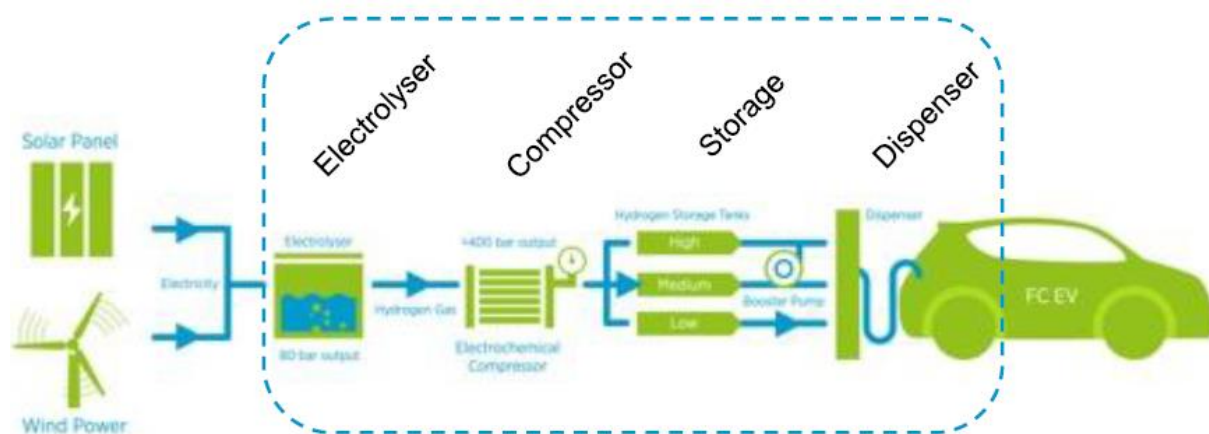 Electrolyser
Compressor
Storage
Dispenser
Solar Panel
Electricity
Wind Power
Electrolyser
80 bar output
Hydrogen Gas
>400 bar output
Electrochemical
Compressor
Hydrogen Storage Tanks
High
Medium
Low
Booster Pump
Dispenser
FC EV